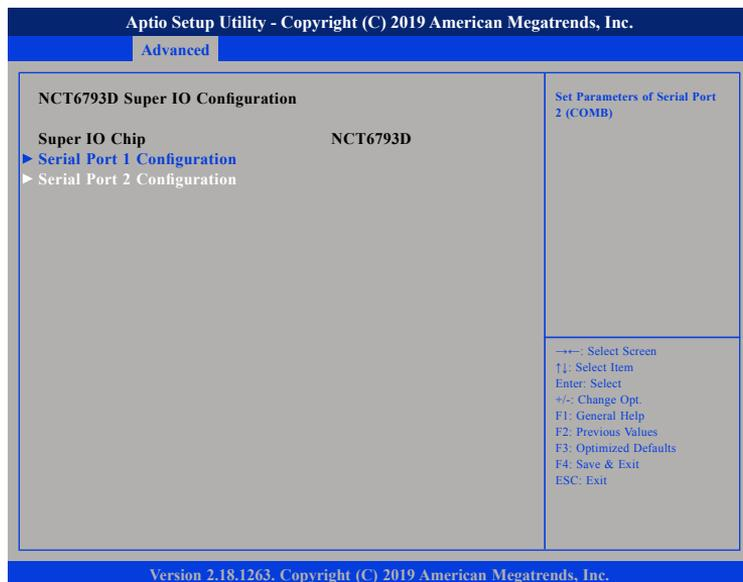 Aptio Setup Utility - Copyright (C) 2019 American Megatrends, Inc.
Advanced
NCT6793D Super IO Configuration
Super IO Chip NCT6793D
► Serial Port 1 Configuration
► Serial Port 2 Configuration
Set Parameters of Serial Port
2 (COMB)
→←: Select Screen
↑↓: Select Item
Enter: Select
+/-: Change Opt.
F1: General Help
F2: Previous Values
F3: Optimized Defaults
F4: Save & Exit
ESC: Exit
Version 2.18.1263. Copyright (C) 2019 American Megatrends, Inc.